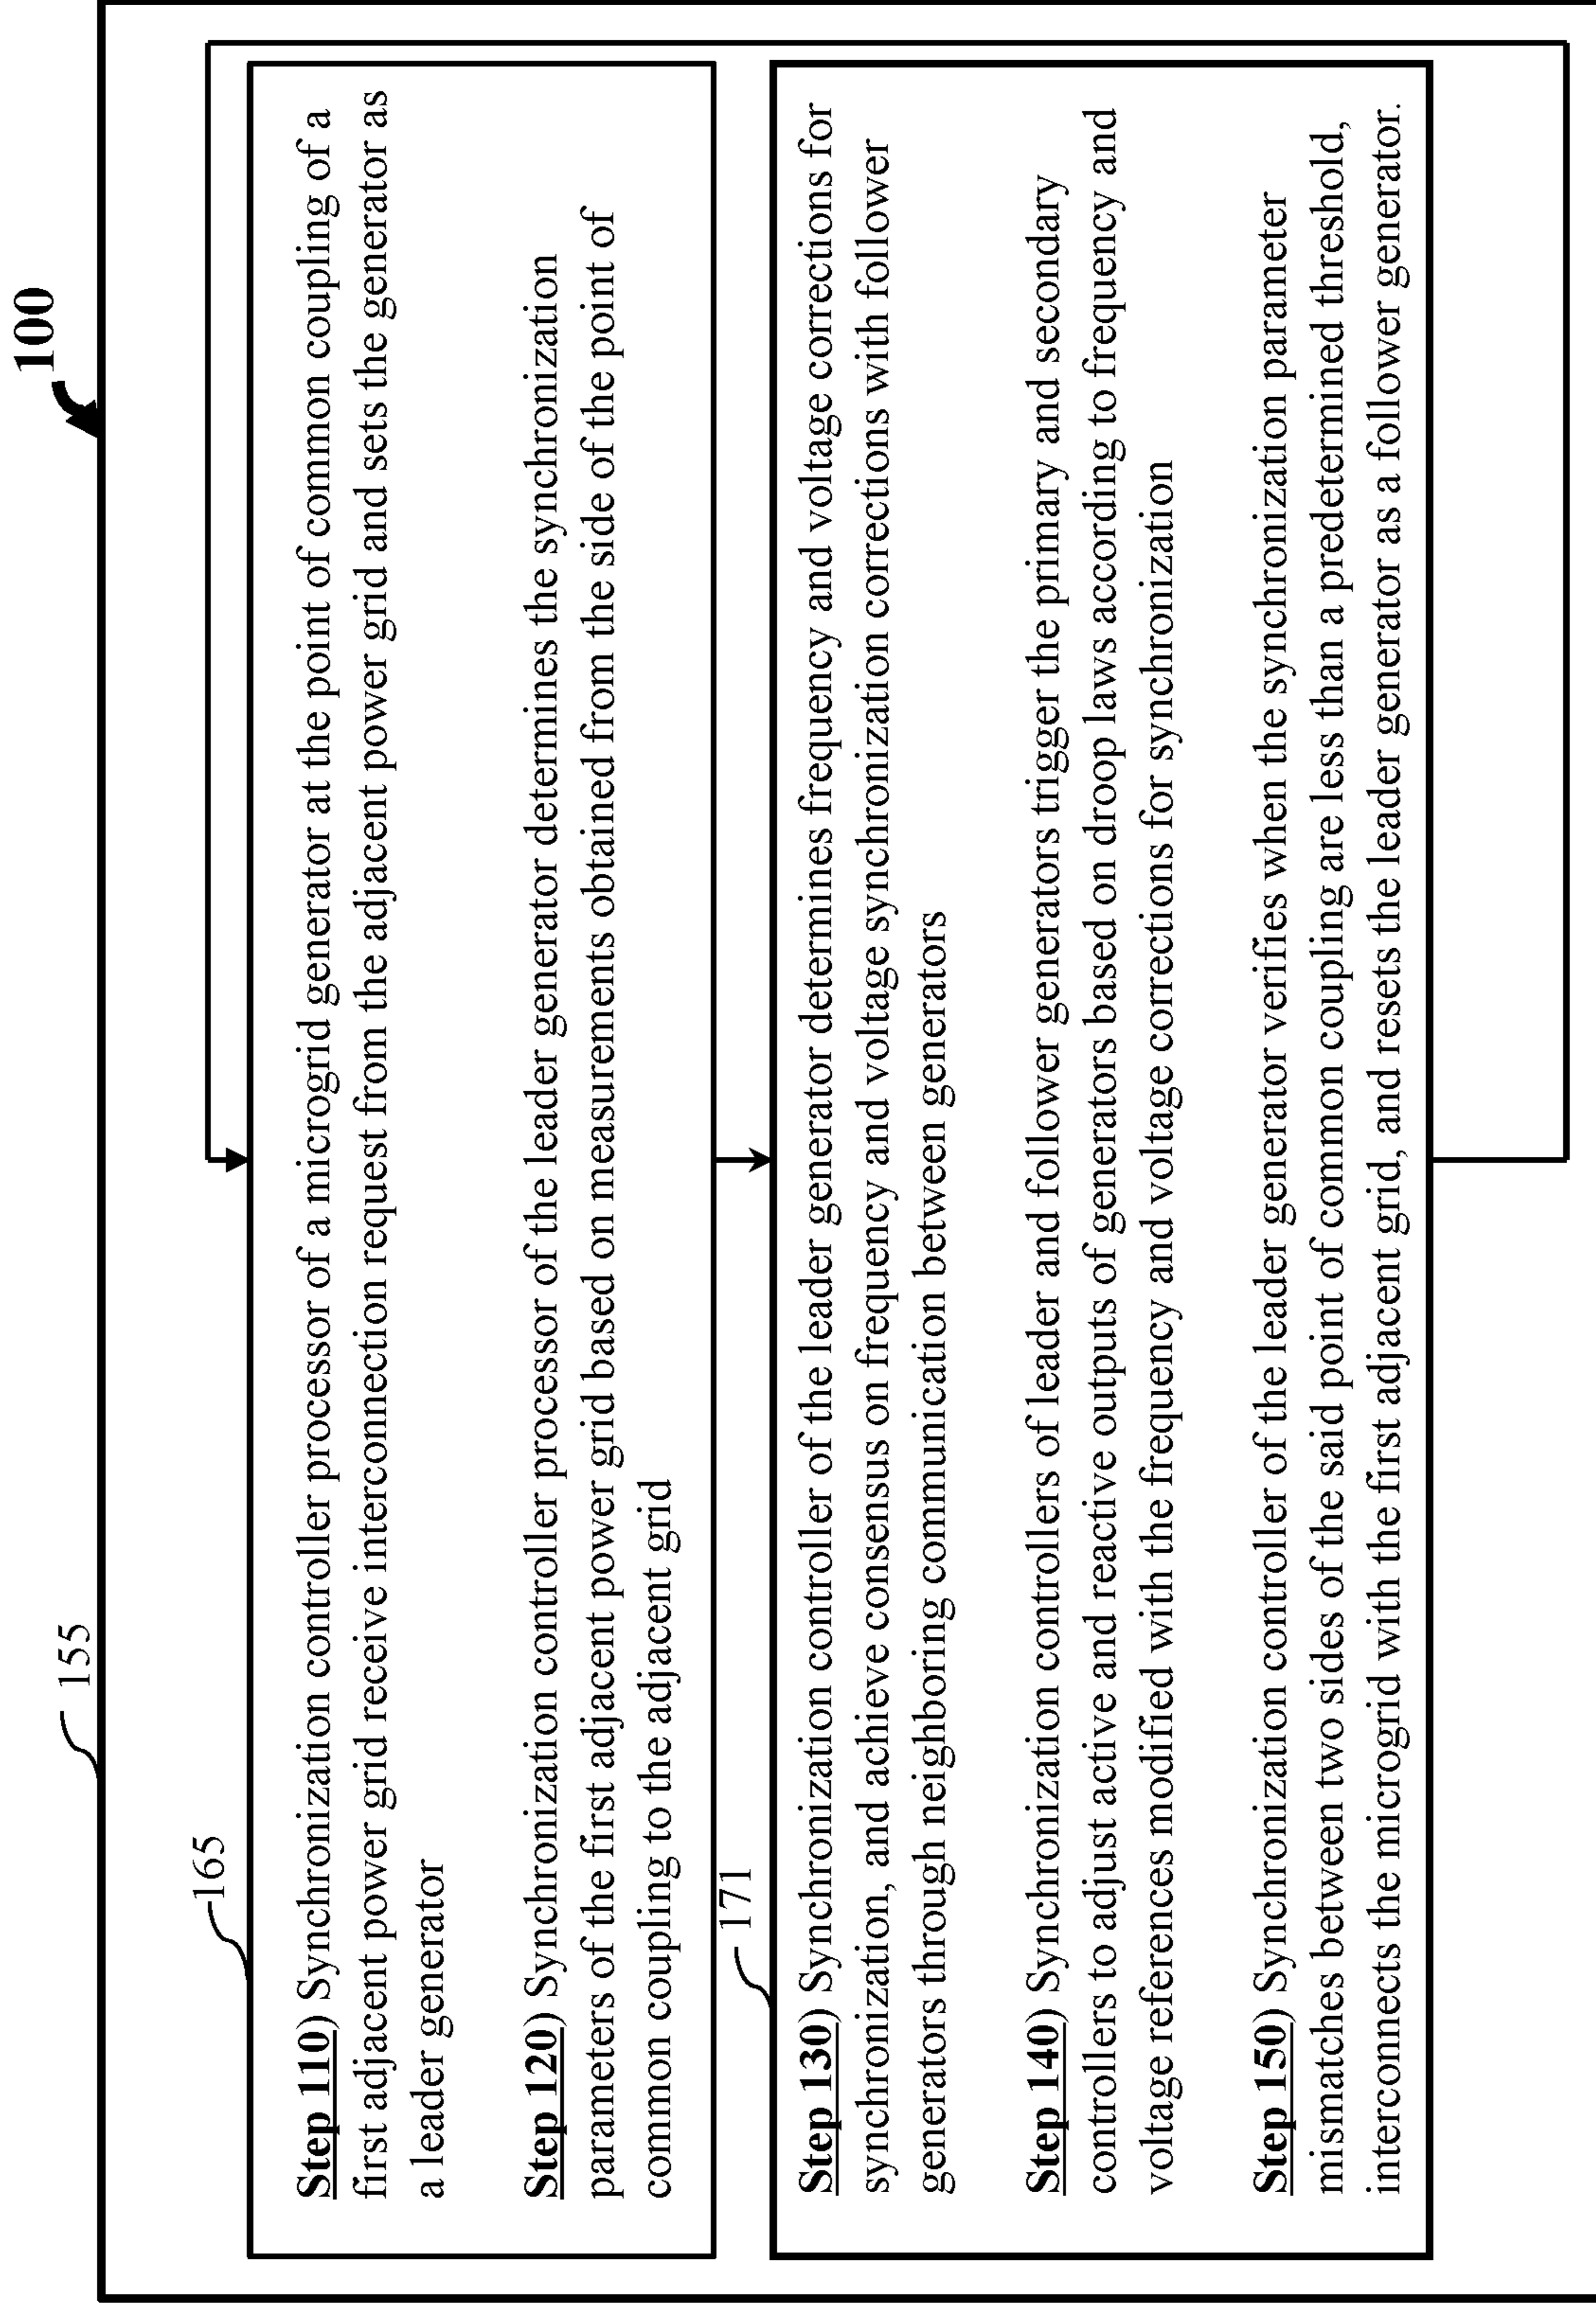 100
155
165
Step 110) Synchronization controller processor of a microgrid generator at the point of common coupling of a
first adjacent power grid receive interconnection request from the adjacent power grid and sets the generator as
a leader generator
Step 120) Synchronization controller processor of the leader generator determines the synchronization
parameters of the first adjacent power grid based on measurements obtained from the side of the point of
common coupling to the adjacent grid
171
Step 130) Synchronization controller of the leader generator determines frequency and voltage corrections for
synchronization, and achieve consensus on frequency and voltage synchronization corrections with follower
generators through neighboring communication between generators
Step 140) Synchronization controllers of leader and follower generators trigger the primary and secondary
controllers to adjust active and reactive outputs of generators based on droop laws according to frequency and
voltage references modified with the frequency and voltage corrections for synchronization
Step 150) Synchronization controller of the leader generator verifies when the synchronization parameter
mismatches between two sides of the said point of common coupling are less than a predetermined threshold,
interconnects the microgrid with the first adjacent grid, and resets the leader generator as a follower generator.